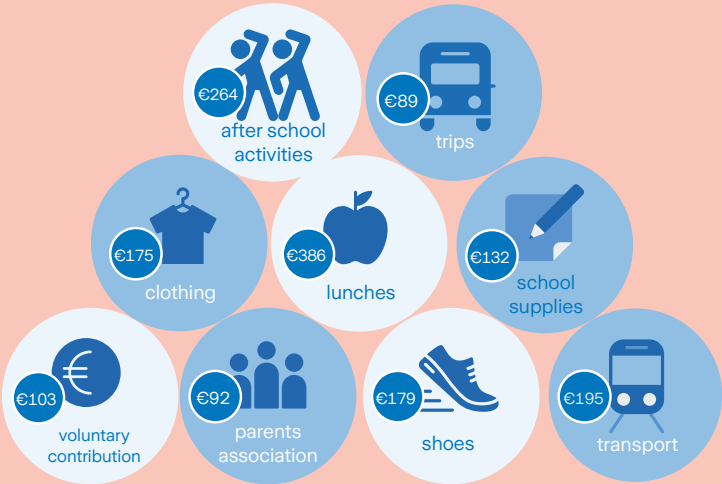 €264
after school
activities
€89
trips
€175
clothing
€386
lunches
€132
school
supplies
€103
voluntary
contribution
€92
parents
association
€179
shoes
€195
transport